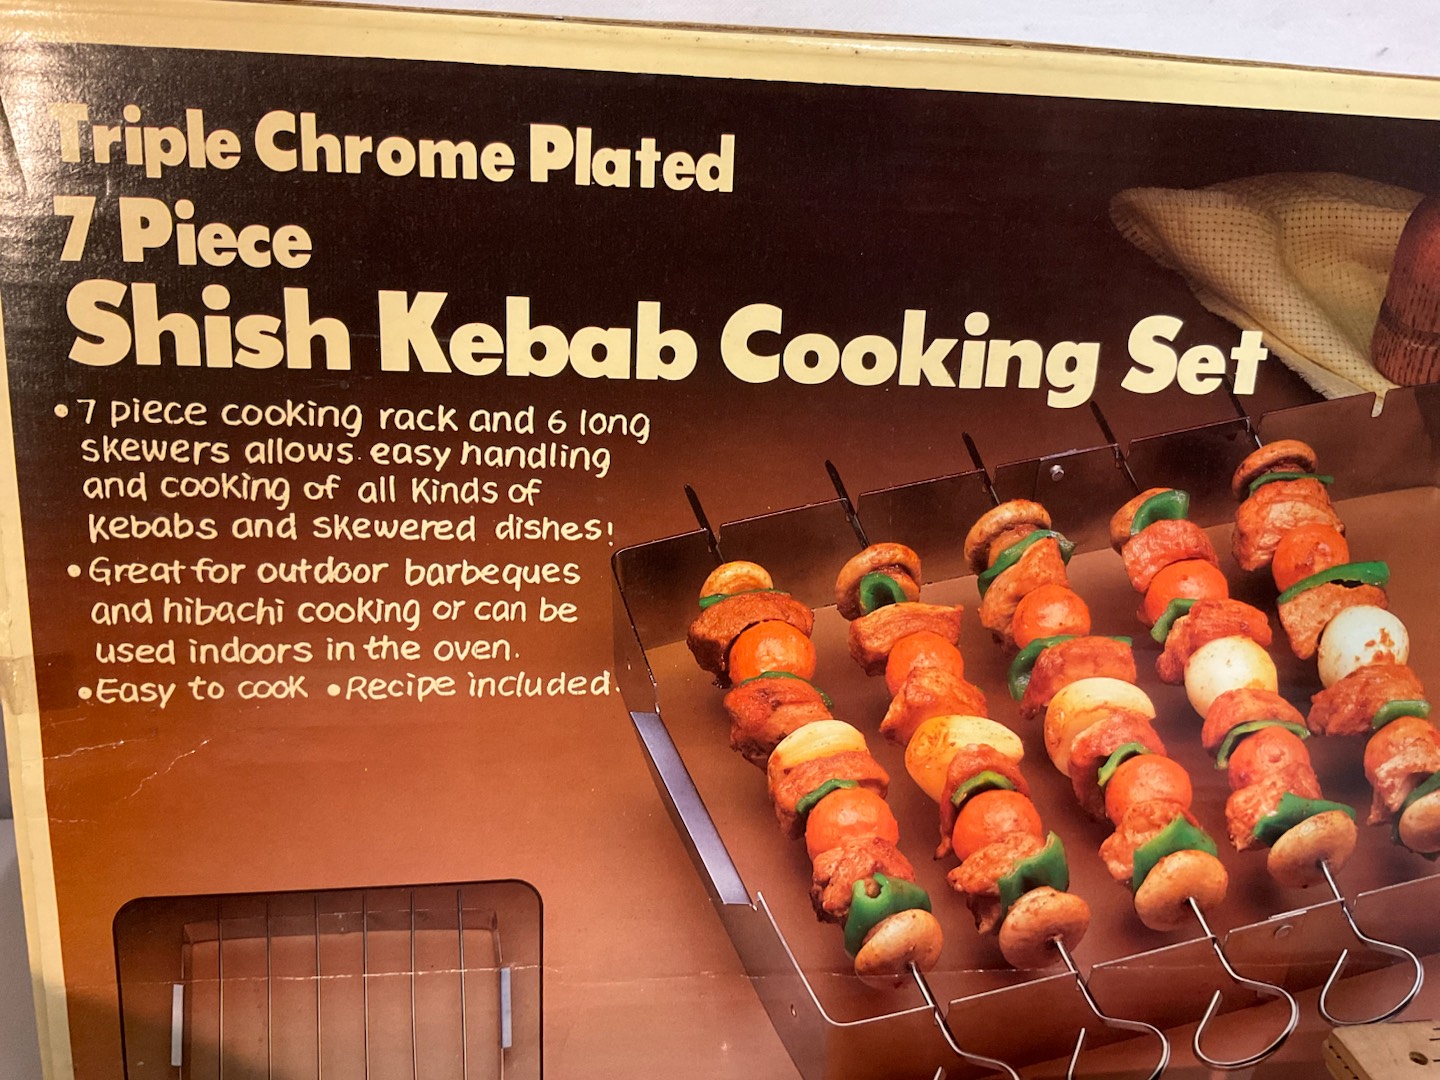 Triple Chrome Plated
7 Piece
Shish Kebab Cooking Set
• 7 piece cooking rack and 6 long
skewers allows easy handling
and cooking of all kinds of
kebabs and skewered dishes!
• Great for outdoor barbeques
and hibachi cooking or can be
used indoors in the oven.
• Easy to cook • Recipe included.